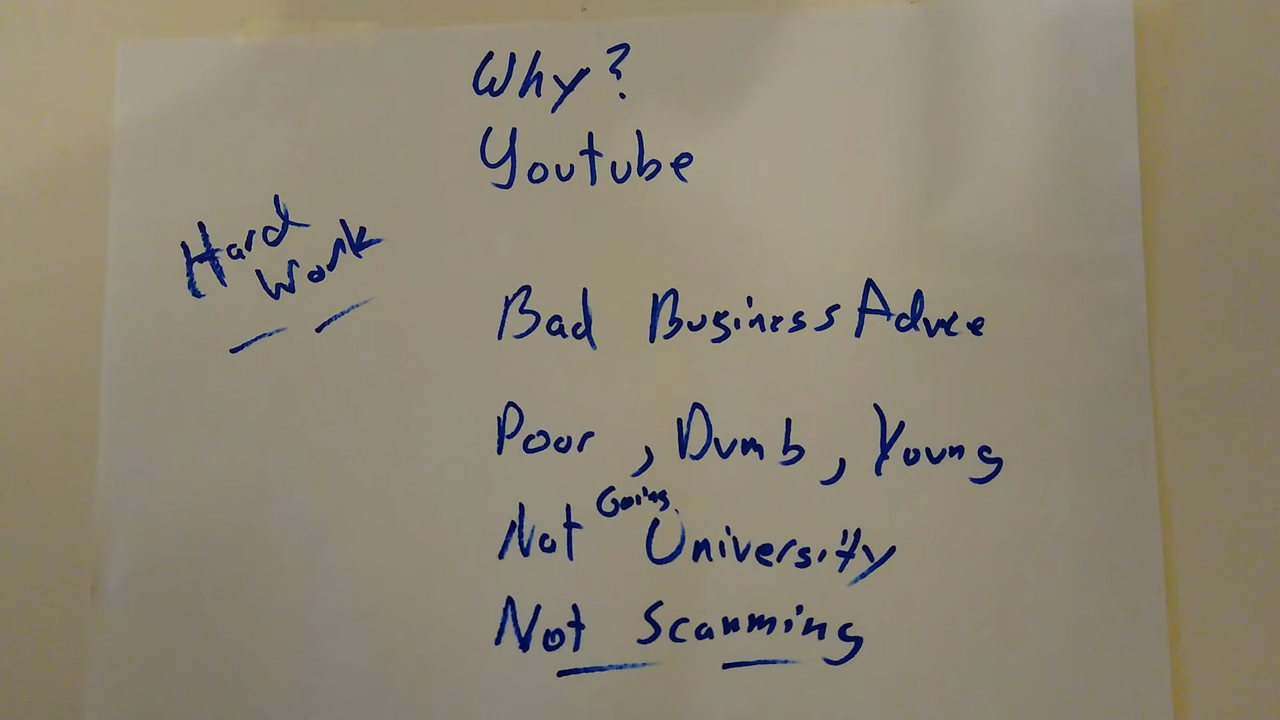 Why?
Youtube
Hard
Work
Bad Business Advice
Poor, Dumb, Young
Not Going University
Not Scamming